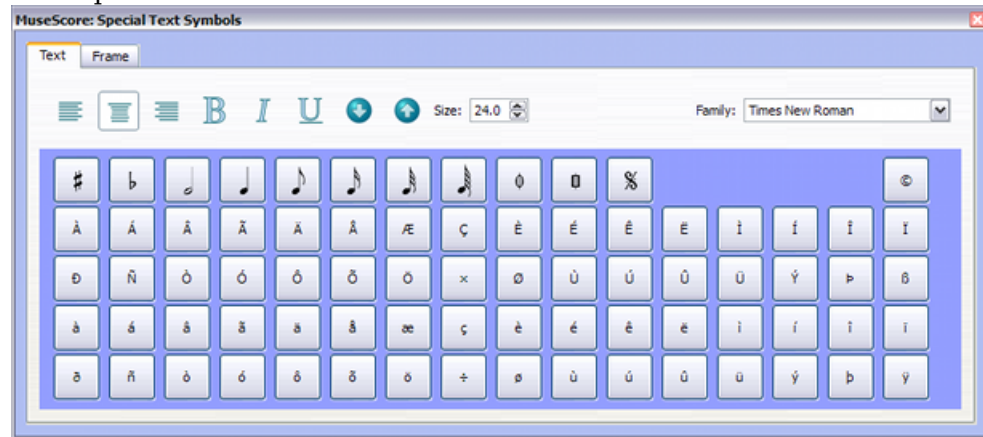 MuseScore: Special Text Symbols
Text Frame
B I U Size: 24.0 Family: Times New Roman
♯ ♭ 𝅗𝅥 𝅘𝅥 𝅘𝅥𝅮 𝅘𝅥𝅯 𝅘𝅥𝅰 𝅘𝅥𝅱 𝄌 𝄋 ©
À Á Â Ã Ä Å Æ Ç È É Ê Ë Ì Í Î Ï
Ð Ñ Ò Ó Ô Õ Ö × Ø Ù Ú Û Ü Ý Þ ß
à á â ã ä å æ ç è é ê ë ì í î ï
ð ñ ò ó ô õ ö ÷ ø ù ú û ü ý þ ÿ